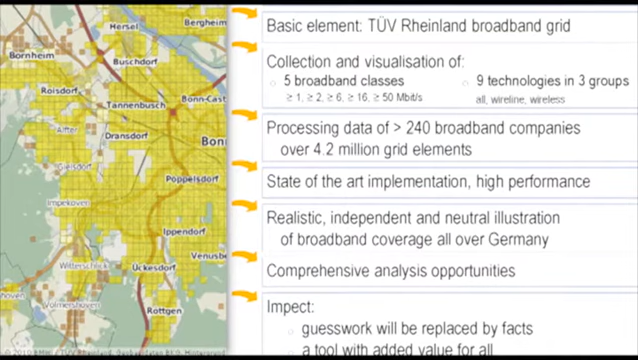 Hersel
Bergheim
Bornheim
Buschdorf
Roisdorf
Tannenbusch
Bonn-Cast
Alfter
Dransdorf
Bonn
Gielsdorf
Poppelsdorf
Impekoven
Ippendorf
Venusbe
Witterschlick
Ückesdorf
Volmershoven
Röttgen
Basic element: TÜV Rheinland broadband grid
Collection and visualisation of:
5 broadband classes
≥ 1, ≥ 2, ≥ 6, ≥ 16, ≥ 50 Mbit/s
9 technologies in 3 groups
all, wireline, wireless
Processing data of > 240 broadband companies
over 4.2 million grid elements
State of the art implementation, high performance
Realistic, independent and neutral illustration
of broadband coverage all over Germany
Comprehensive analysis opportunities
Impact:
guesswork will be replaced by facts
a tool with added value for all